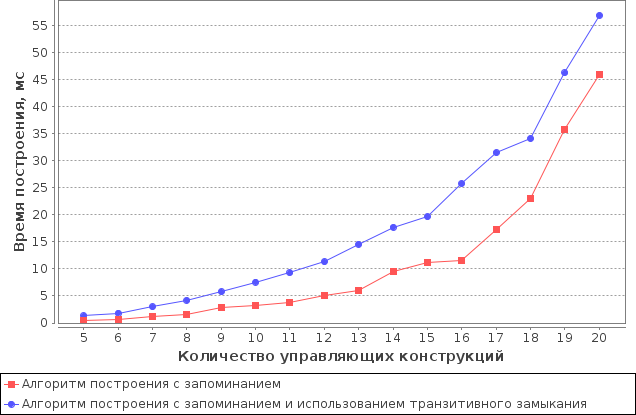 Время построения, мс
55
50
45
40
35
30
25
20
15
10
5
0
5 6 7 8 9 10 11 12 13 14 15 16 17 18 19 20
Количество управляющих конструкций
Алгоритм построения с запоминанием
Алгоритм построения с запоминанием и использованием транзитивного замыкания